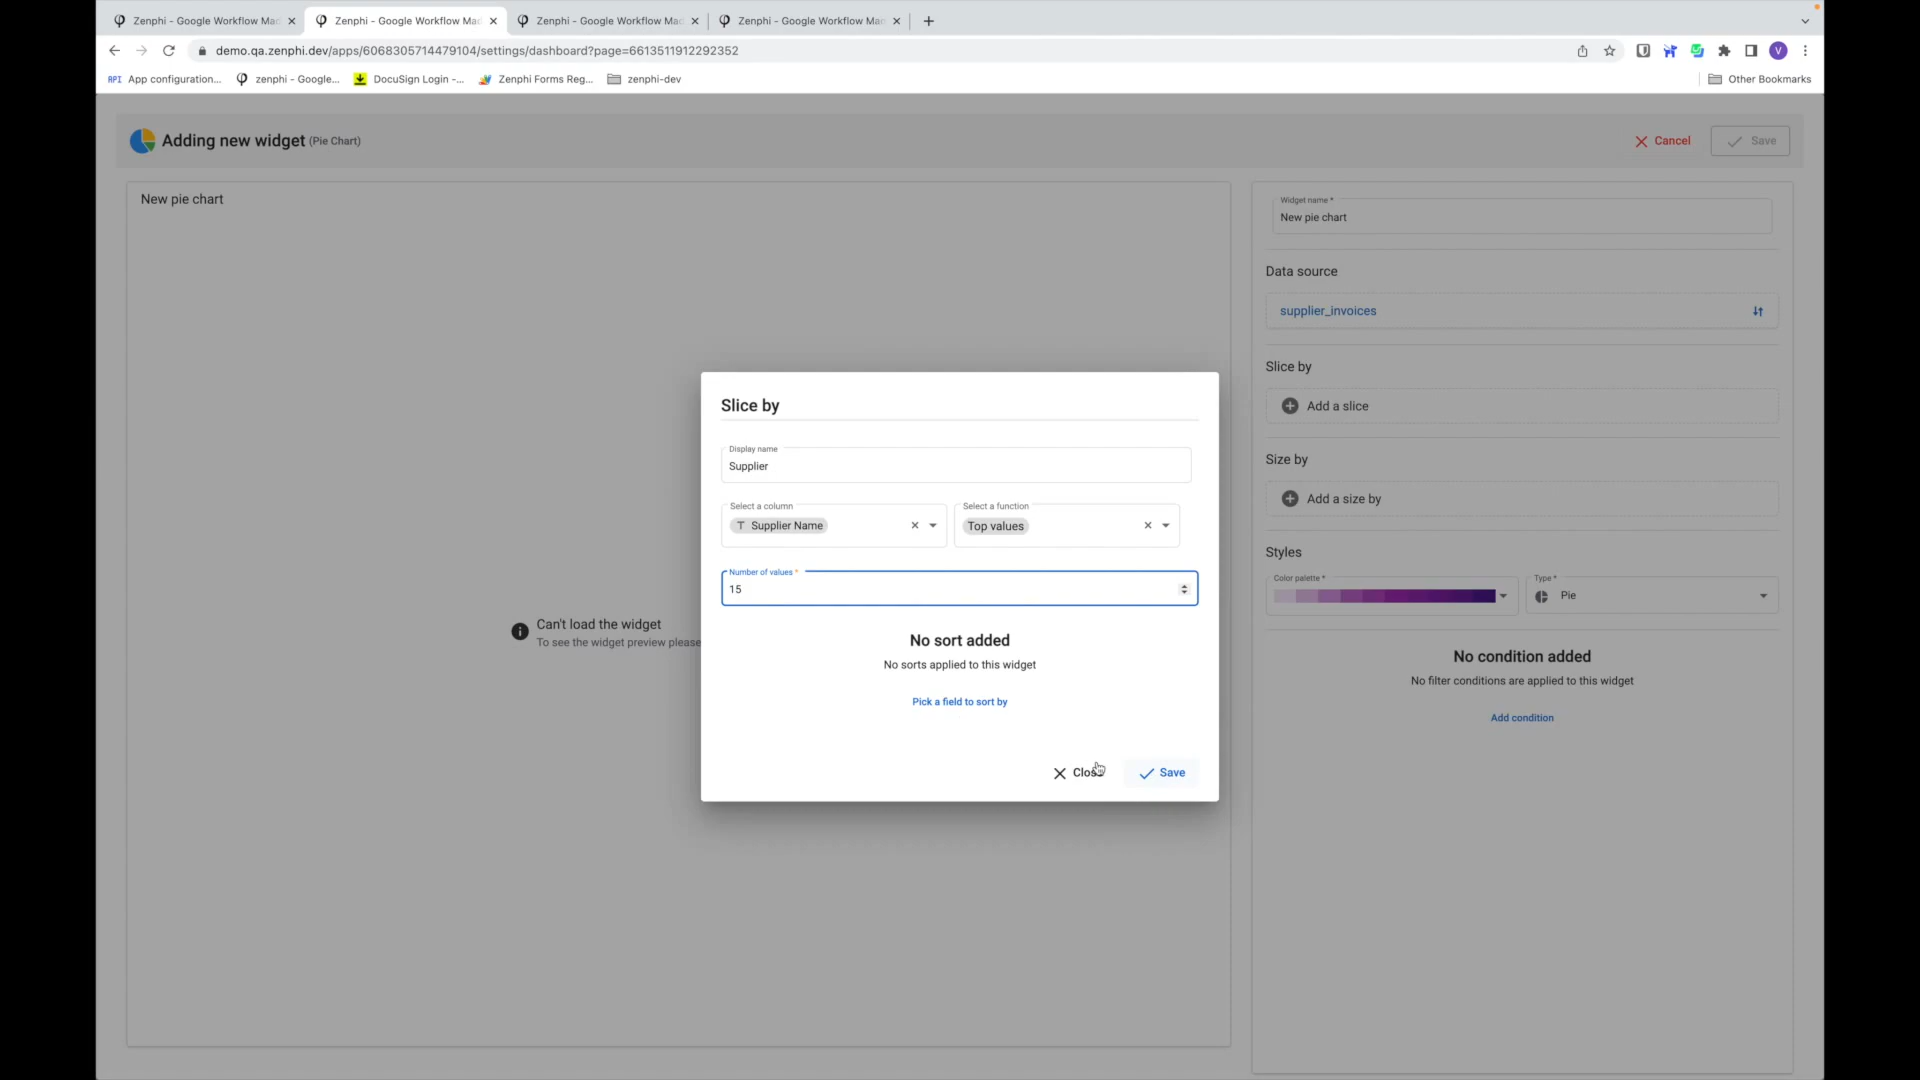 Zenphi - Google Workflow Mad
Zenphi - Google Workflow Mad
Zenphi - Google Workflow Mad
Zenphi - Google Workflow Mad
demo.qa.zenphi.dev/apps/6068305714479104/settings/dashboard?page=6613511912292352
V
API App configuration...
zenphi - Google...
DocuSign Login -...
Zenphi Forms Reg...
zenphi-dev
Other Bookmarks
Adding new widget (Pie Chart)
Cancel
Save
New pie chart
Widget name *
New pie chart
Data source
supplier_invoices
Slice by
Add a slice
Size by
Add a size by
Styles
Color palette *
Type *
Pie
No condition added
No filter conditions are applied to this widget
Add condition
Can't load the widget
To see the widget preview please
Slice by
Display name
Supplier
Select a column
T Supplier Name
Select a function
Top values
Number of values *
15
No sort added
No sorts applied to this widget
Pick a field to sort by
Close
Save